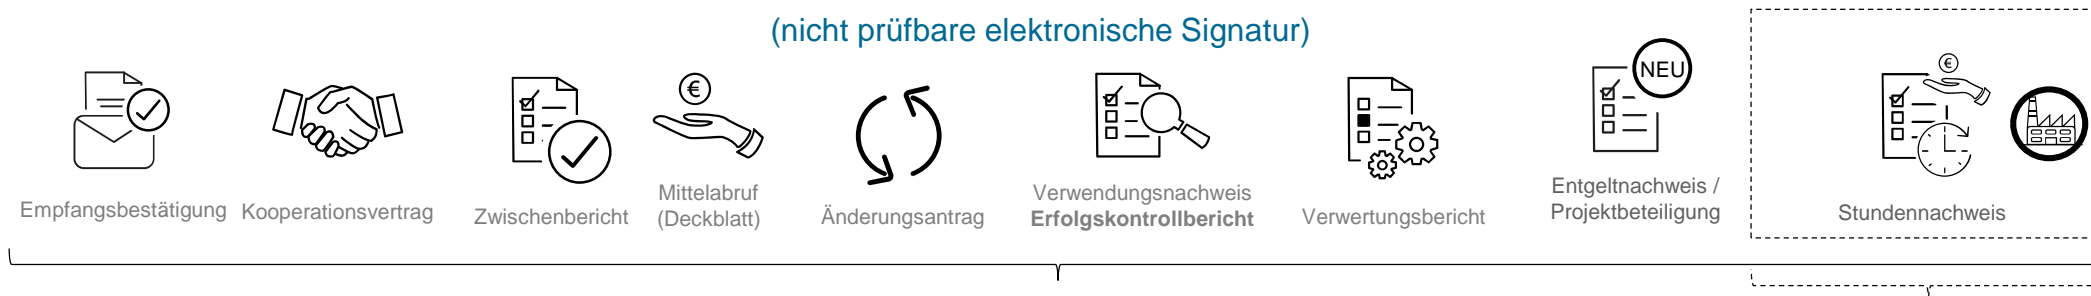 (nicht prüfbare elektronische Signatur)
Empfangsbestätigung
Kooperationsvertrag
Zwischenbericht
€
Mittelabruf
(Deckblatt)
Änderungsantrag
Verwendungsnachweis
Erfolgskontrollbericht
Verwertungsbericht
NEU
Entgeltnachweis /
Projektbeteiligung
€
Stundennachweis